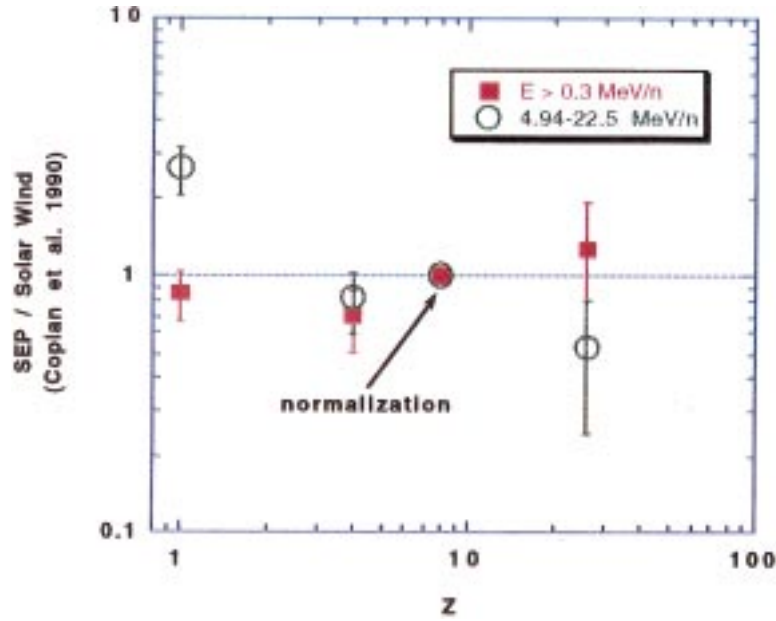 10
E > 0.3 MeV/n
4.94-22.5 MeV/n
SEP / Solar Wind
(Coplan et al. 1990)
1
normalization
0.1
1
10
100
Z